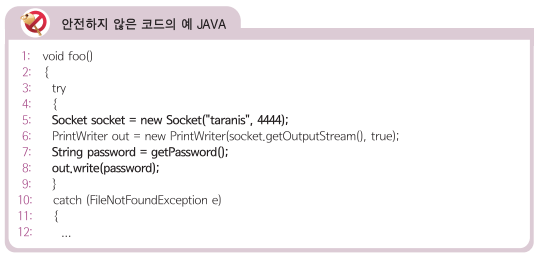 안전하지 않은 코드의 예 JAVA
1: void foo()
2: {
3: try
4: {
5: Socket socket = new Socket("taranis", 4444);
6: PrintWriter out = new PrintWriter(socket.getOutputStream(), true);
7: String password = getPassword();
8: out.write(password);
9: }
10: catch (FileNotFoundException e)
11: {
12: ...